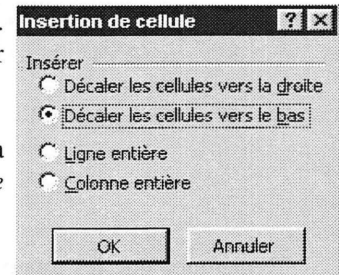 Insertion de cellule
Insérer
Décaler les cellules vers la droite
Décaler les cellules vers le bas
Ligne entière
Colonne entière
OK Annuler